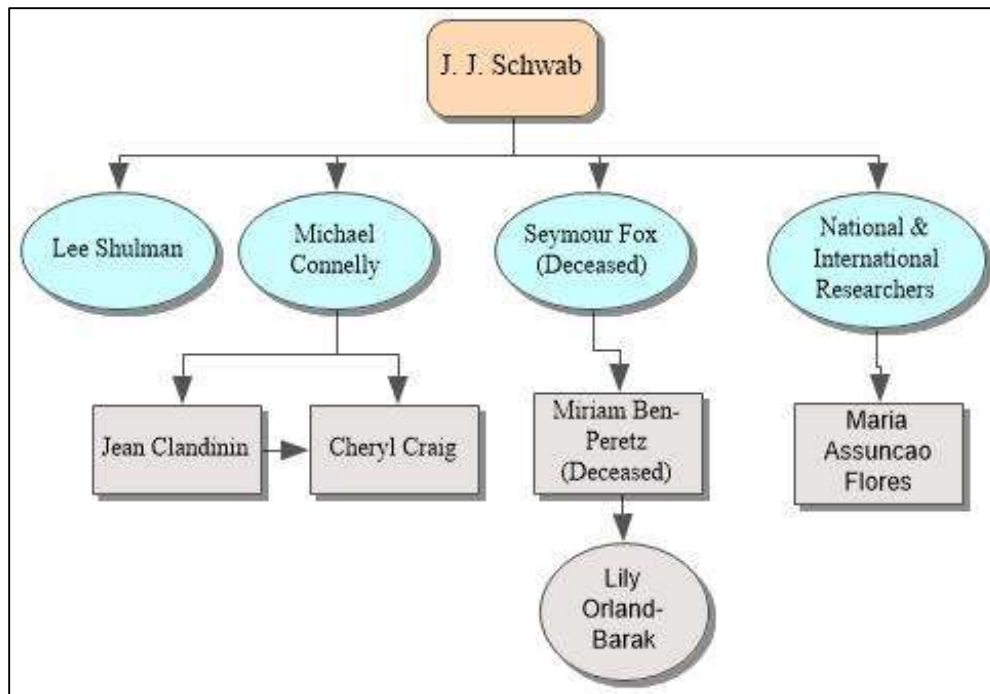 J. J. Schwab
Lee Shulman
Michael
Connelly
Seymour Fox
(Deceased)
National &
International
Researchers
Jean Clandinin
Cheryl Craig
Miriam Ben-
Peretz
(Deceased)
Maria
Assuncao
Flores
Lily
Orland-
Barak